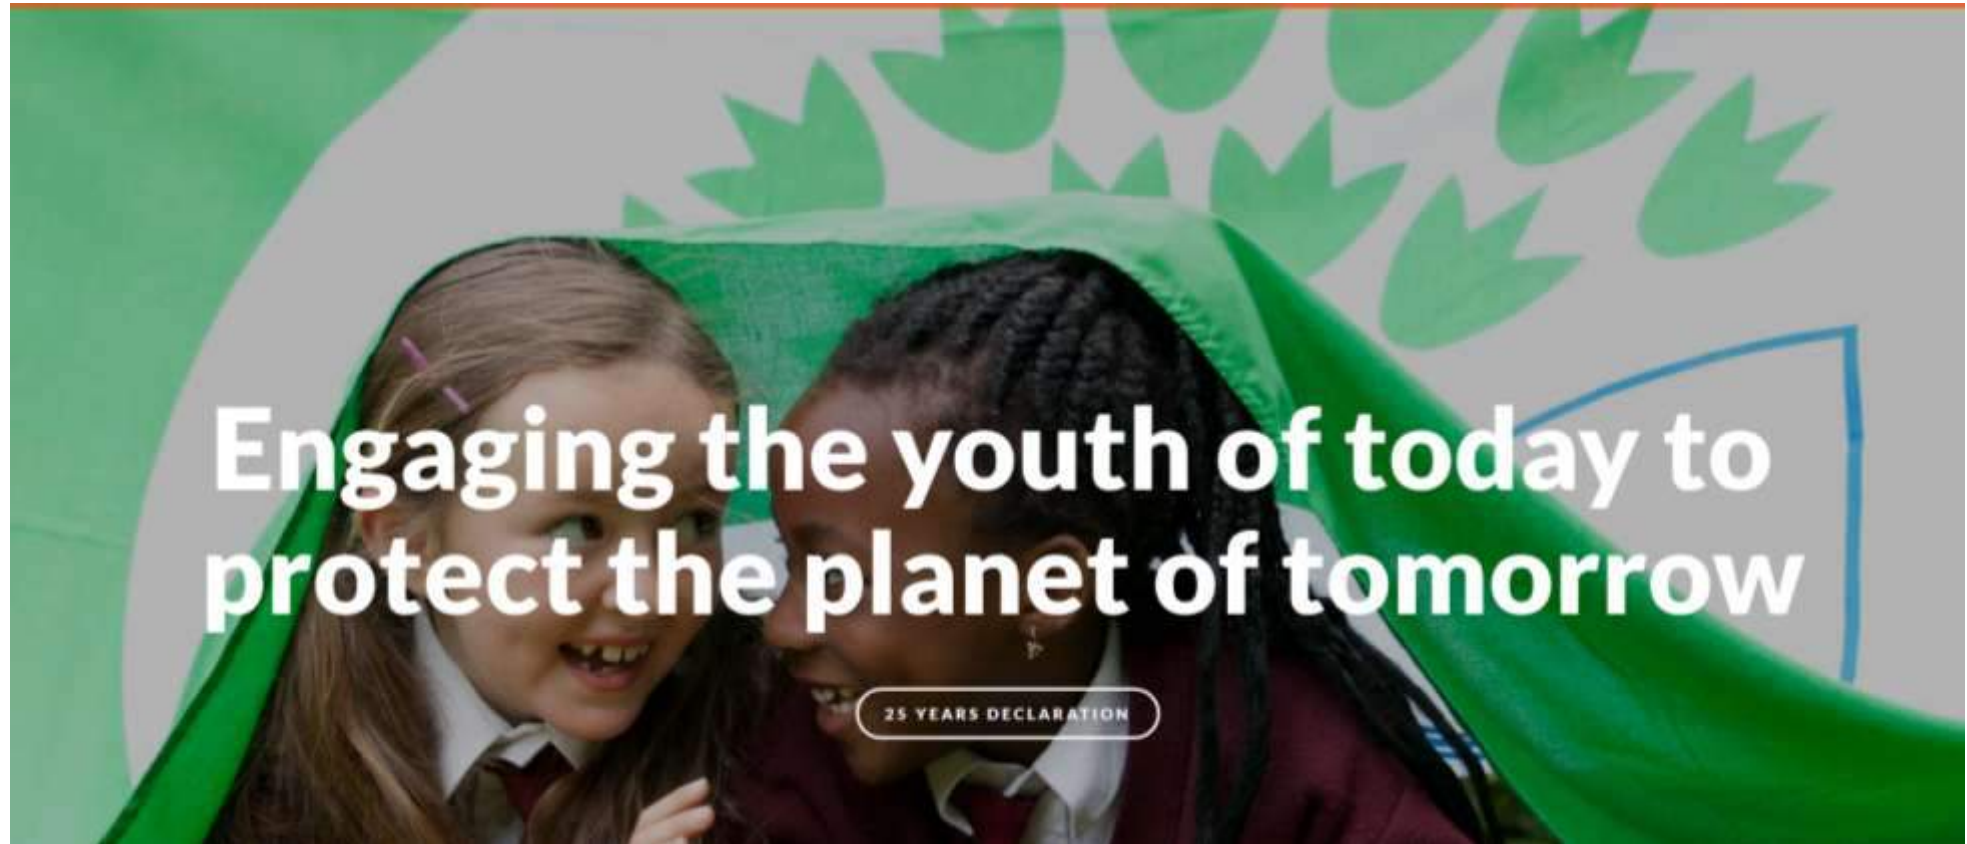 Engaging the youth of today to
protect the planet of tomorrow
25 YEARS DECLARATION